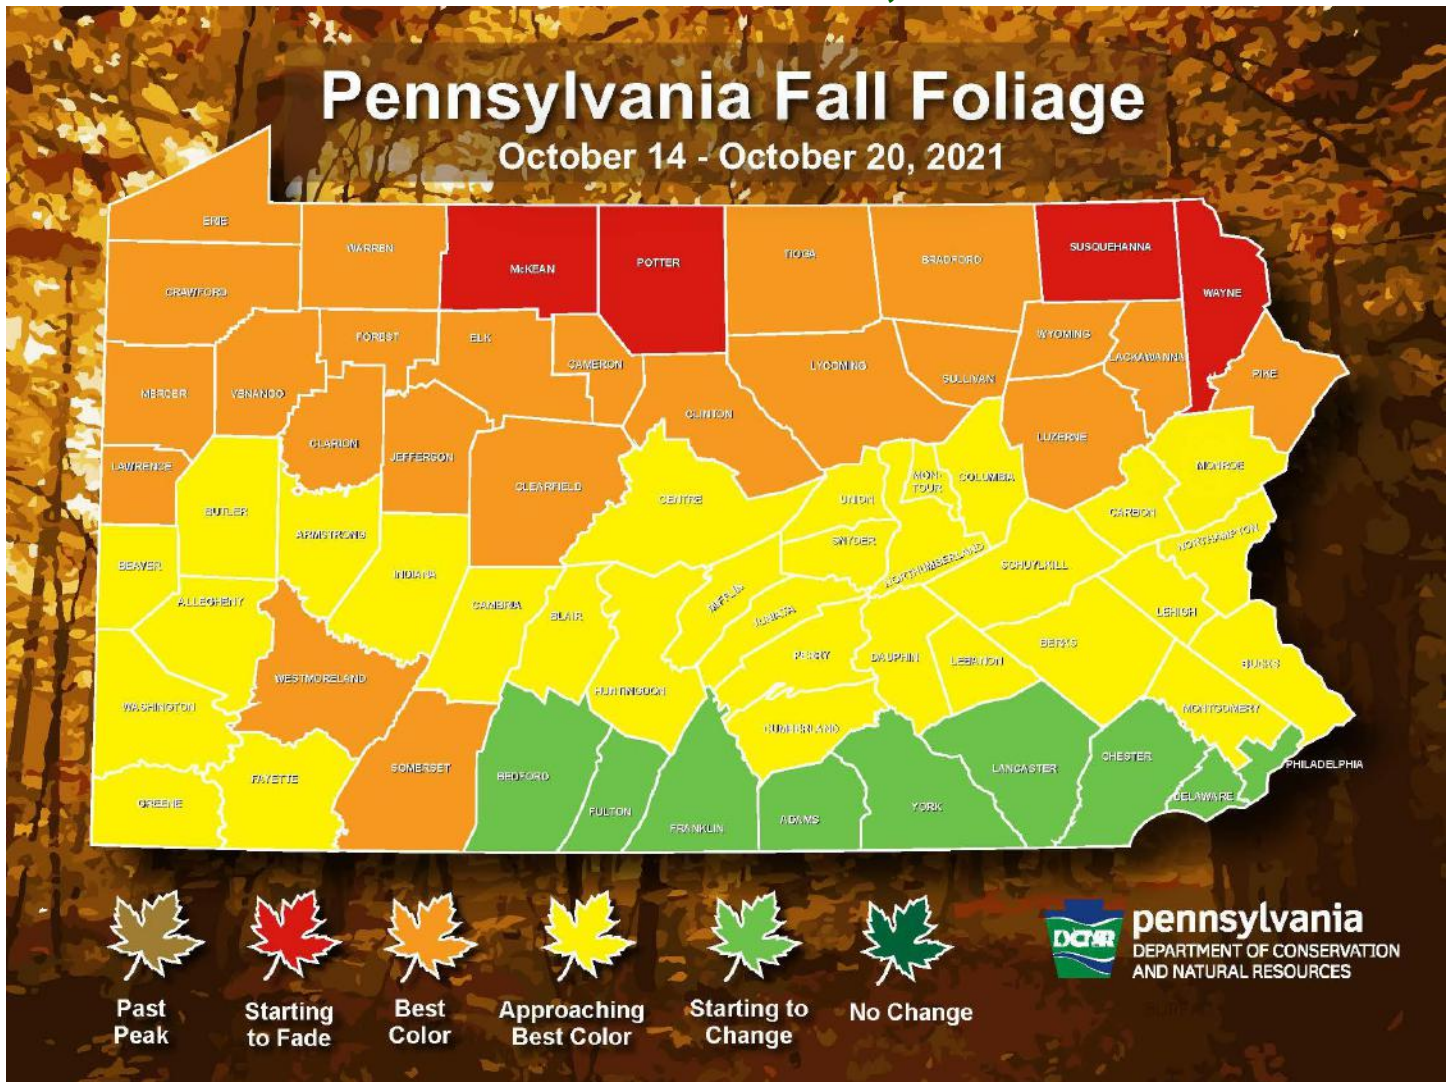 Pennsylvania Fall Foliage
October 14 - October 20, 2021
ERIE
WARREN
McKEAN
POTTER
TIOGA
BRADFORD
SUSQUEHANNA
WAYNE
CRAWFORD
FOREST
ELK
CAMERON
WYOMING
LACKAWANNA
PIKE
MERCER
VENANGO
LYCOMING
SULLIVAN
CLARION
JEFFERSON
CLINTON
LUZERNE
LAWRENCE
CLEARFIELD
CENTRE
UNION
MON-
TOUR
COLUMBIA
MONROE
BUTLER
ARMSTRONG
SNYDER
CARBON
NORTHAMPTON
BEAVER
INDIANA
NORTHUMBERLAND
SCHUYLKILL
ALLEGHENY
CAMBRIA
BLAIR
MIFFLIN
JUNIATA
LEHIGH
WESTMORELAND
HUNTINGDON
PERRY
DAUPHIN
LEBANON
BERKS
BUCKS
WASHINGTON
CUMBERLAND
MONTGOMERY
GREENE
FAYETTE
SOMERSET
BEDFORD
FULTON
FRANKLIN
ADAMS
YORK
LANCASTER
CHESTER
DELAWARE
PHILADELPHIA
Past
Peak
Starting
to Fade
Best
Color
Approaching
Best Color
Starting to
Change
No Change
DCNR
pennsylvania
DEPARTMENT OF CONSERVATION
AND NATURAL RESOURCES